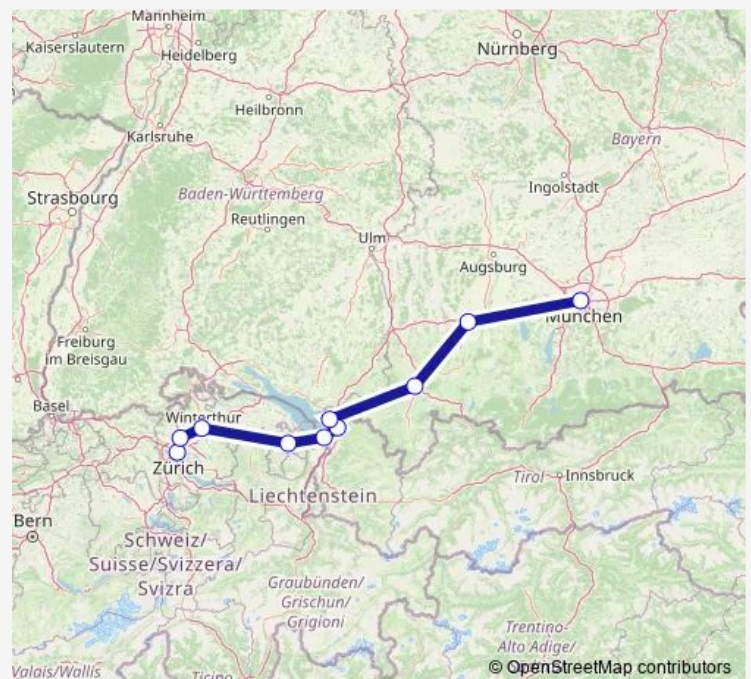 Mannheim
Kaiserslautern
Heidelberg
Nürnberg
Heilbronn
Karlsruhe
Bayern
Strasbourg
Baden-Württemberg
Ingolstadt
Reutlingen
Ulm
Augsburg
München
Freiburg
im Breisgau
Basel
Winterthur
Zürich
Liechtenstein
Tirol
Innsbruck
Bern
Schweiz/
Suisse/Svizzera/
Svizra
Graubünden/
Grischun/
Grigioni
Trentino-
Alto Adige/
Valais/Wallis
Ticino
© OpenStreetMap contributors